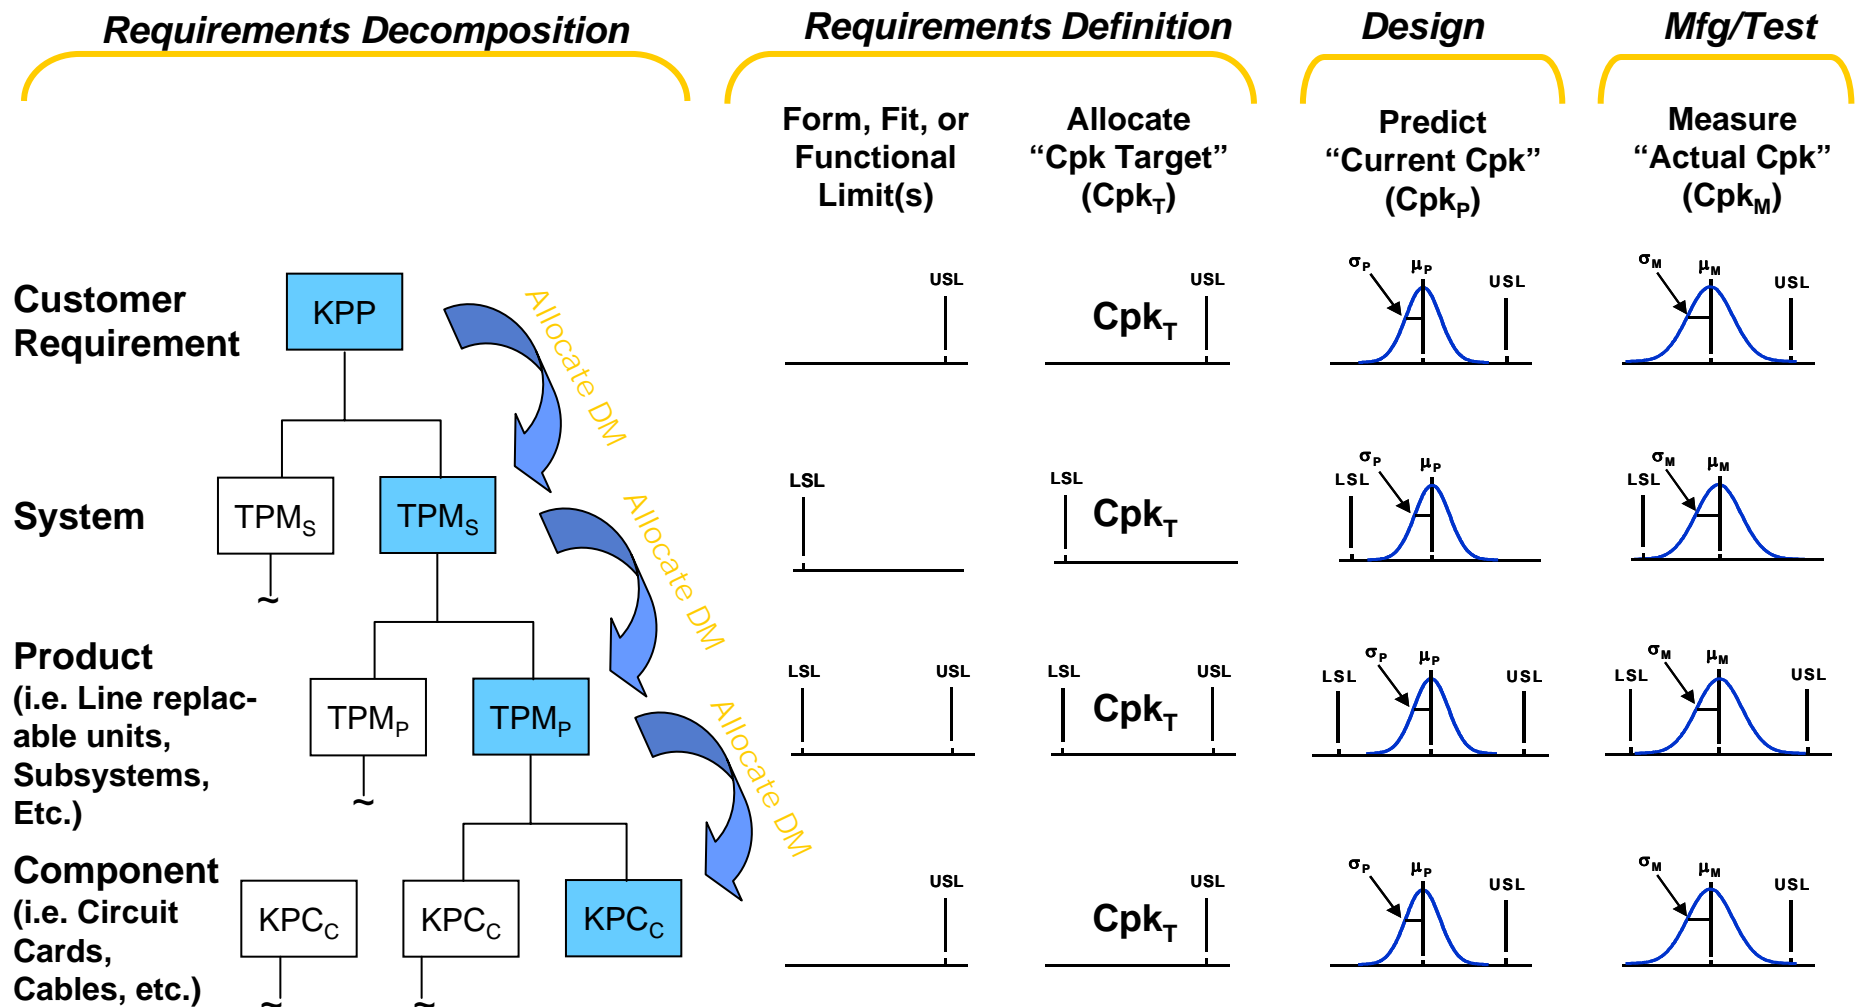 Requirements Decomposition
Requirements Definition
Design
Mfg/Test
Form, Fit, or
Functional
Limit(s)
Allocate
“Cpk Target”
(CpkT)
Predict
“Current Cpk”
(CpkP)
Measure
“Actual Cpk”
(CpkM)
Customer
Requirement
KPP
Allocate DM
USL
CpkT
USL
σP
μP
USL
σM
μM
USL
System
TPMS
TPMS
~
Allocate DM
LSL
LSL
CpkT
LSL
σP
μP
LSL
σM
μM
Product
(i.e. Line replac-
able units,
Subsystems,
Etc.)
TPMP
TPMP
~
Allocate DM
LSL
USL
LSL
CpkT
USL
LSL
σP
μP
USL
LSL
σM
μM
USL
Component
(i.e. Circuit
Cards,
Cables, etc.)
KPCC
KPCC
KPCC
~
~
USL
CpkT
USL
σP
μP
USL
σM
μM
USL